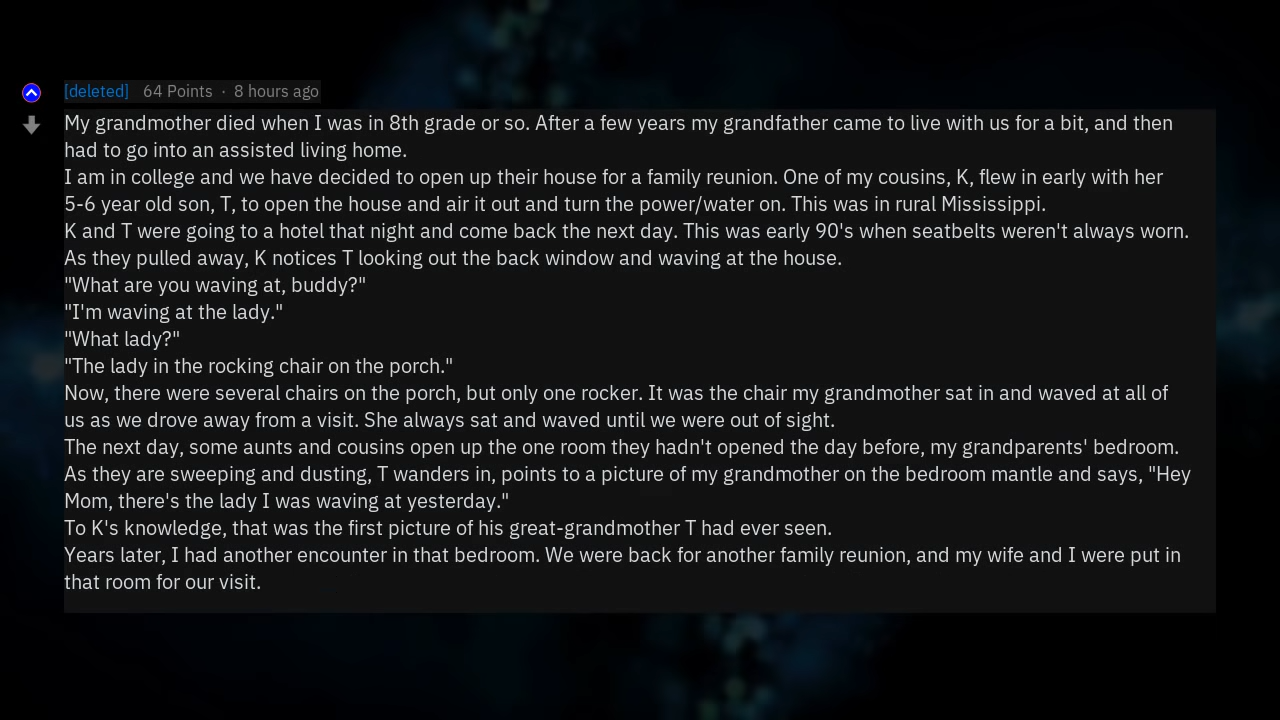 [deleted] 64 Points · 8 hours ago
My grandmother died when I was in 8th grade or so. After a few years my grandfather came to live with us for a bit, and then
had to go into an assisted living home.
I am in college and we have decided to open up their house for a family reunion. One of my cousins, K, flew in early with her
5-6 year old son, T, to open the house and air it out and turn the power/water on. This was in rural Mississippi.
K and T were going to a hotel that night and come back the next day. This was early 90's when seatbelts weren't always worn.
As they pulled away, K notices T looking out the back window and waving at the house.
"What are you waving at, buddy?"
"I'm waving at the lady."
"What lady?"
"The lady in the rocking chair on the porch."
Now, there were several chairs on the porch, but only one rocker. It was the chair my grandmother sat in and waved at all of
us as we drove away from a visit. She always sat and waved until we were out of sight.
The next day, some aunts and cousins open up the one room they hadn't opened the day before, my grandparents' bedroom.
As they are sweeping and dusting, T wanders in, points to a picture of my grandmother on the bedroom mantle and says, "Hey
Mom, there's the lady I was waving at yesterday."
To K's knowledge, that was the first picture of his great-grandmother T had ever seen.
Years later, I had another encounter in that bedroom. We were back for another family reunion, and my wife and I were put in
that room for our visit.